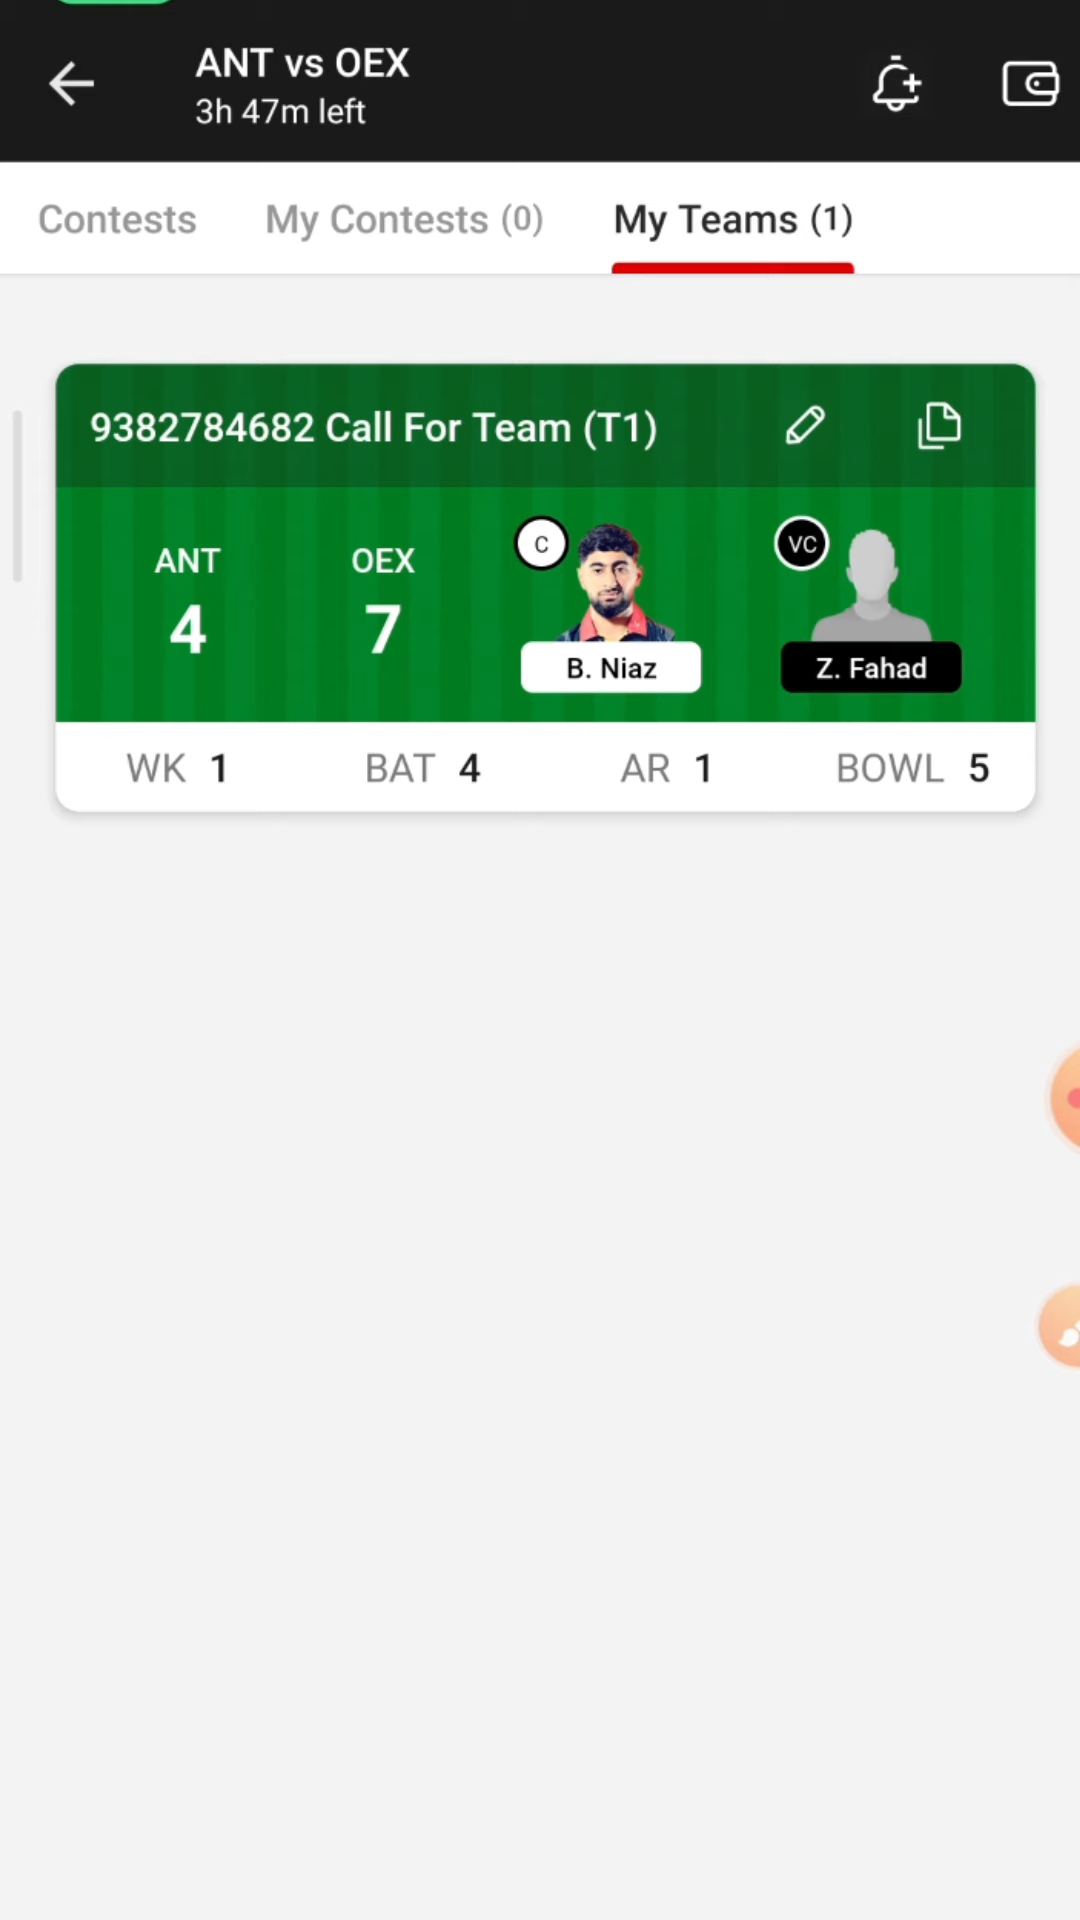 ANT vs OEX
3h 47m left
Contests
My Contests (0)
My Teams (1)
9382784682 Call For Team (T1)
ANT
4
OEX
7
C
B. Niaz
VC
Z. Fahad
WK 1
BAT 4
AR 1
BOWL 5